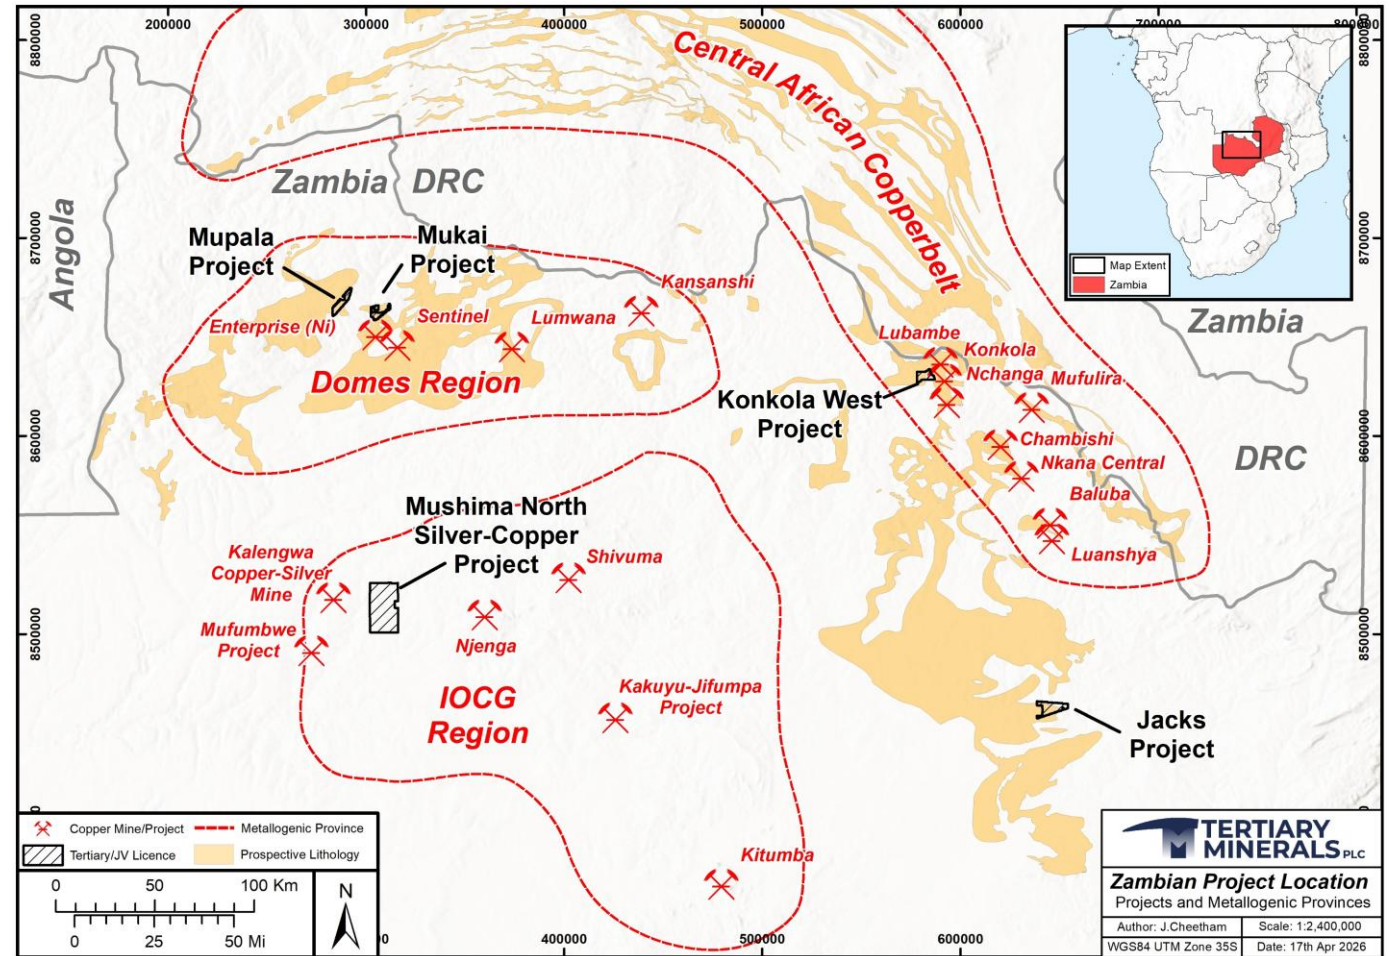 200000 300000 400000 500000 600000 700000 800000
8800000
8800000
Central African Copperbelt
Zambia DRC
Angola
8700000
8700000
Mupala
Project
Mukai
Project
Kansanshi
Enterprise (Ni)
Sentinel
Lumwana
Domes Region
Map Extent
Zambia
Zambia
Lubambe
Konkola
Nchanga
Mufulira
Konkola West
Project
Chambishi
Nkana Central
Baluba
Luanshya
DRC
8600000
8600000
Mushima North
Silver-Copper
Project
Kalengwa
Copper-Silver
Mine
Shivuma
Mufumbwe
Project
Njenga
8500000
8500000
IOCG
Region
Kakuyu-Jifumpa
Project
Jacks
Project
Kitumba
Copper Mine/Project
Metallogenic Province
Tertiary/JV Licence
Prospective Lithology
0 50 100 Km
0 25 50 Mi
N
400000 500000 600000
TERTIARY
MINERALS PLC
Zambian Project Location
Projects and Metallogenic Provinces
Author: J.Cheetham
Scale: 1:2,400,000
WGS84 UTM Zone 35S
Date: 17th Apr 2026